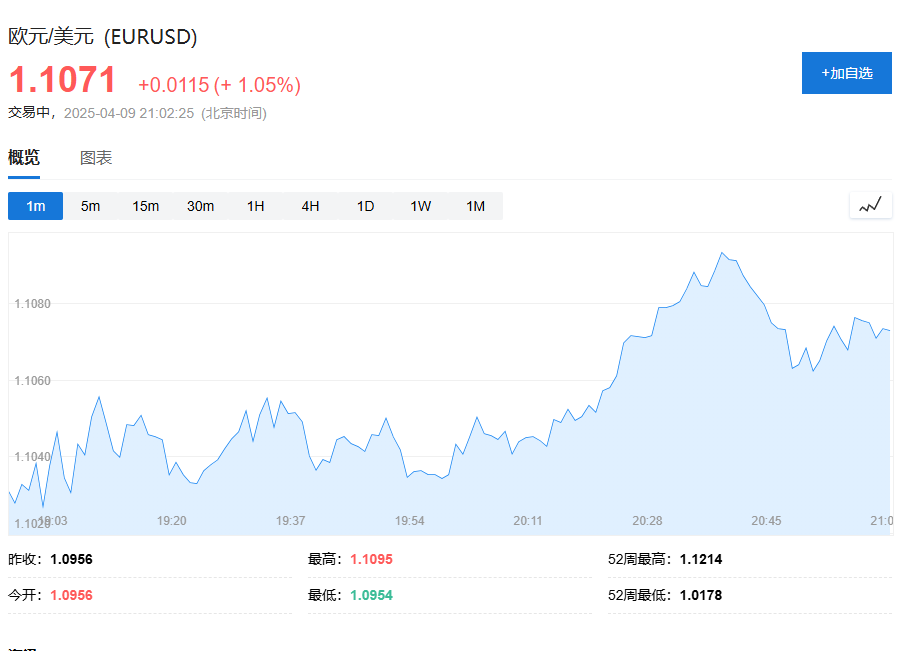 欧元/美元 (EURUSD)
1.1071 +0.0115 (+ 1.05%)
+加自选
交易中，2025-04-09 21:02:25 (北京时间)
概览 图表
1m 5m 15m 30m 1H 4H 1D 1W 1M
1.1080
1.1060
1.1040
1.1020
19:03 19:20 19:37 19:54 20:11 20:28 20:45 21:0
昨收：1.0956 最高：1.1095 52周最高：1.1214
今开：1.0956 最低：1.0954 52周最低：1.0178